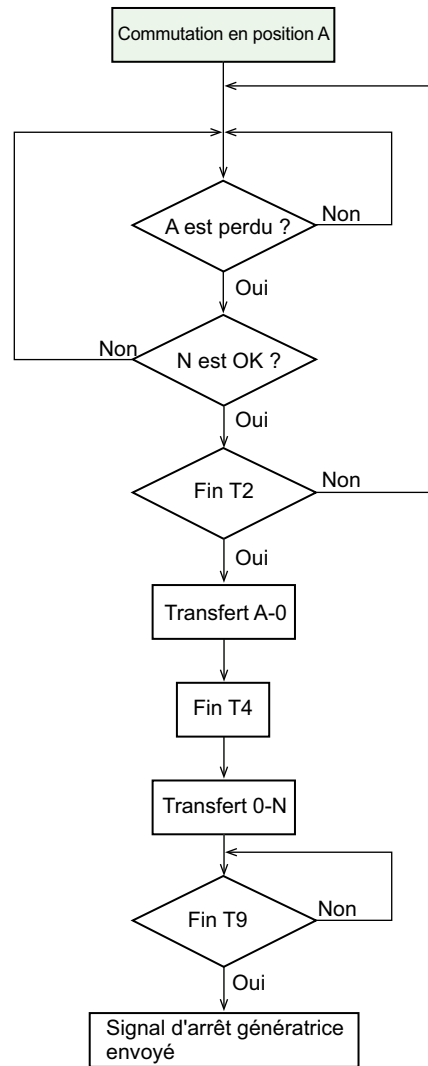 Commutation en position A
A est perdu ?
Non
Oui
Non
N est OK ?
Oui
Fin T2
Non
Oui
Transfert A-0
Fin T4
Transfert 0-N
Fin T9
Non
Oui
Signal d'arrêt génératrice
envoyé